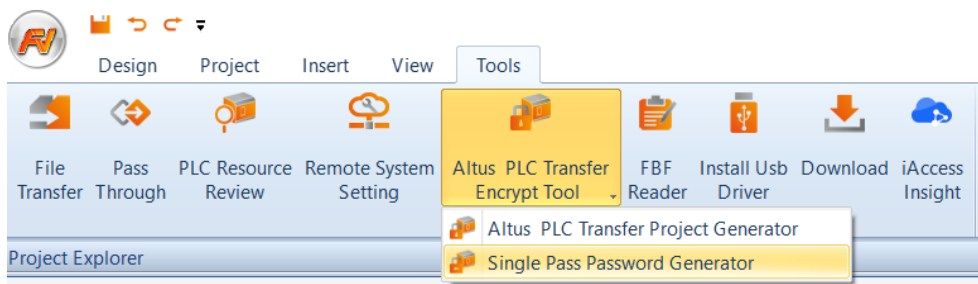 Design Project Insert View Tools
File Transfer
Pass Through
PLC Resource Review
Remote System Setting
Altus PLC Transfer Encrypt Tool
FBF Reader
Install Usb Driver
Download
iAccess Insight
Altus PLC Transfer Project Generator
Project Explorer
Single Pass Password Generator